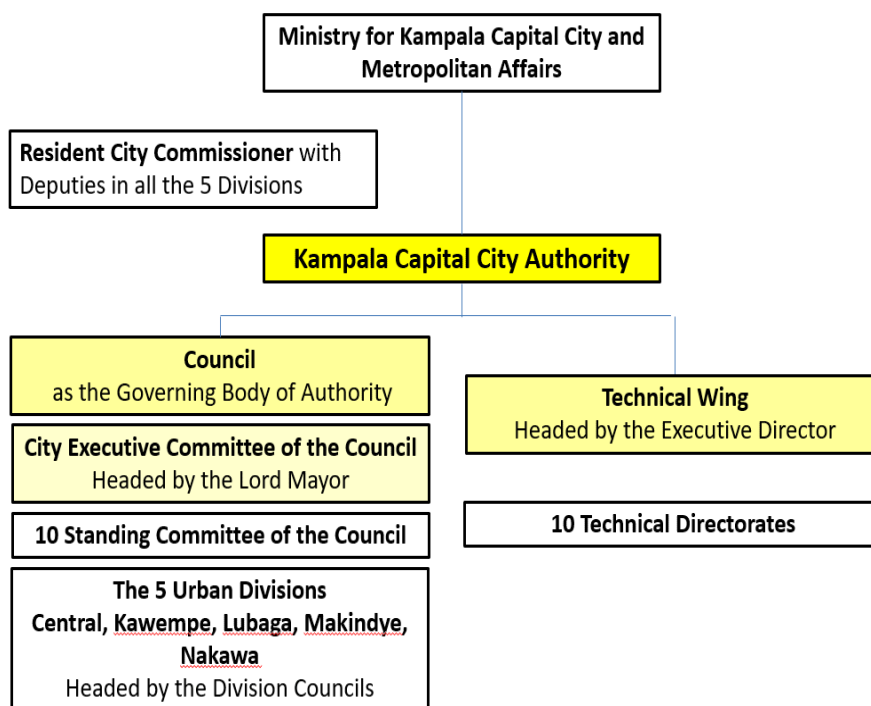 Ministry for Kampala Capital City and
Metropolitan Affairs
Resident City Commissioner with
Deputies in all the 5 Divisions
Kampala Capital City Authority
Council
as the Governing Body of Authority
City Executive Committee of the Council
Headed by the Lord Mayor
10 Standing Committee of the Council
The 5 Urban Divisions
Central, Kawempe, Lubaga, Makindye,
Nakawa
Headed by the Division Councils
Technical Wing
Headed by the Executive Director
10 Technical Directorates